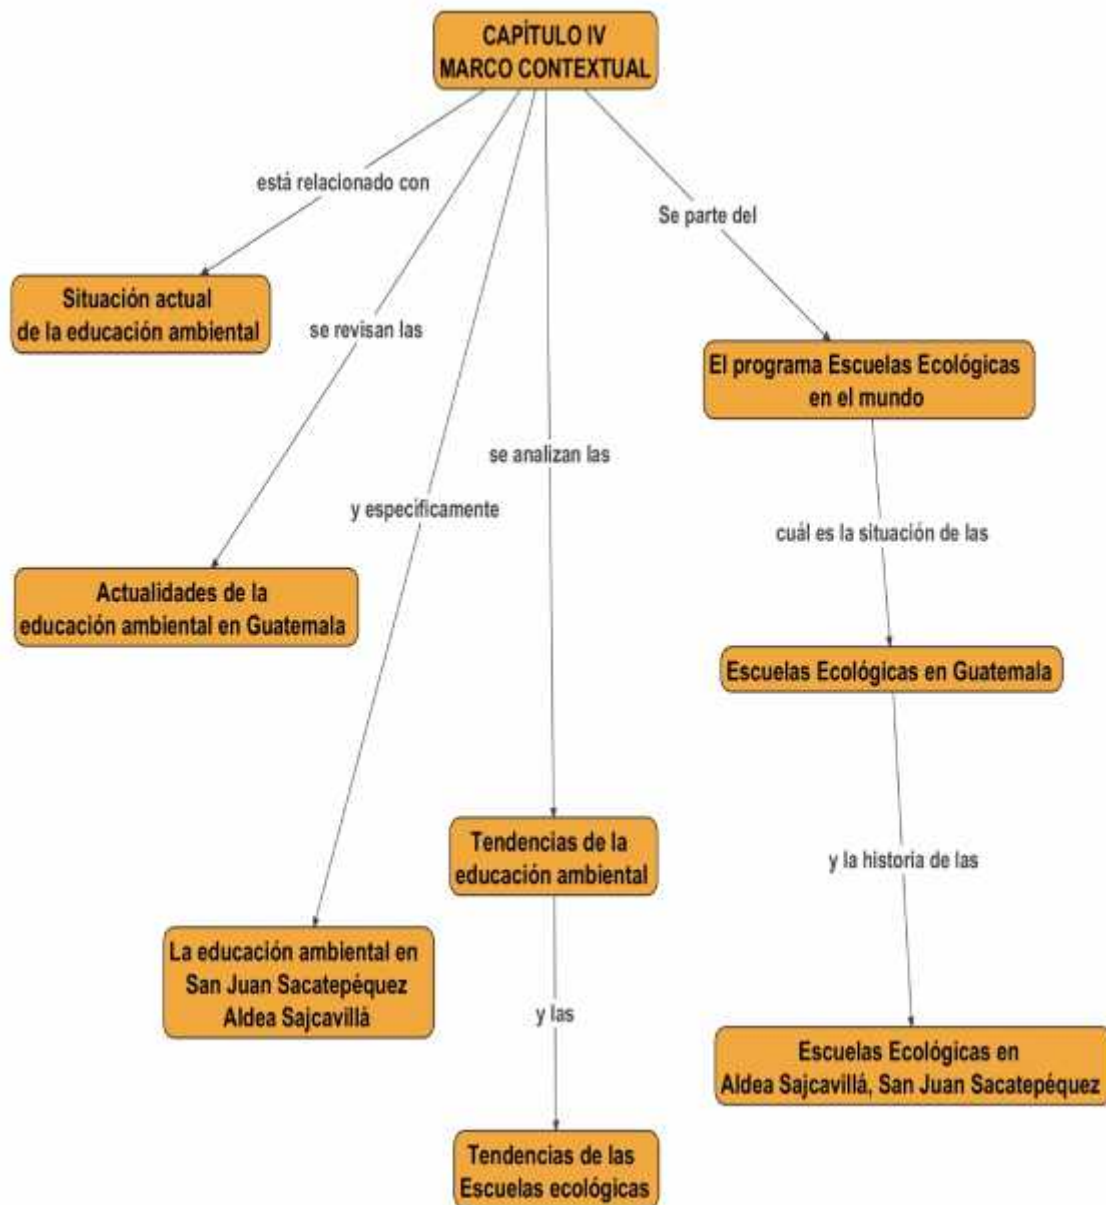 CAPÍTULO IV
MARCO CONTEXTUAL
está relacionado con
Se parte del
Situación actual
de la educación ambiental
se revisan las
El programa Escuelas Ecológicas
en el mundo
se analizan las
y específicamente
cuál es la situación de las
Actualidades de la
educación ambiental en Guatemala
Escuelas Ecológicas en Guatemala
Tendencias de la
educación ambiental
y la historia de las
La educación ambiental en
San Juan Sacatepéquez
Aldea Sajcavillá
y las
Escuelas Ecológicas en
Aldea Sajcavillá, San Juan Sacatepéquez
Tendencias de las
Escuelas ecológicas